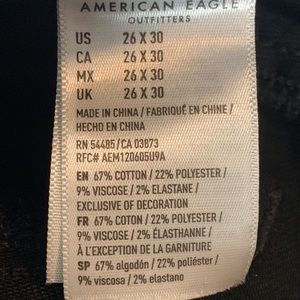 AMERICAN EAGLE
OUTFITTERS
US 26 X 30
CA 26 X 30
MX 26 X 30
UK 26 X 30
MADE IN CHINA / FABRIQUÉ EN CHINE /
HECHO EN CHINA
RN 54485/CA 03873
RFC# AEM120605U9A
EN 67% COTTON / 22% POLYESTER /
9% VISCOSE / 2% ELASTANE /
EXCLUSIVE OF DECORATION
FR 67% COTON / 22% POLYESTER /
9% VISCOSE / 2% ÉLASTHANNE /
À L'EXCEPTION DE LA GARNITURE
SP 67% algodón / 22% poliéster /
9% viscosa / 2% elastano /